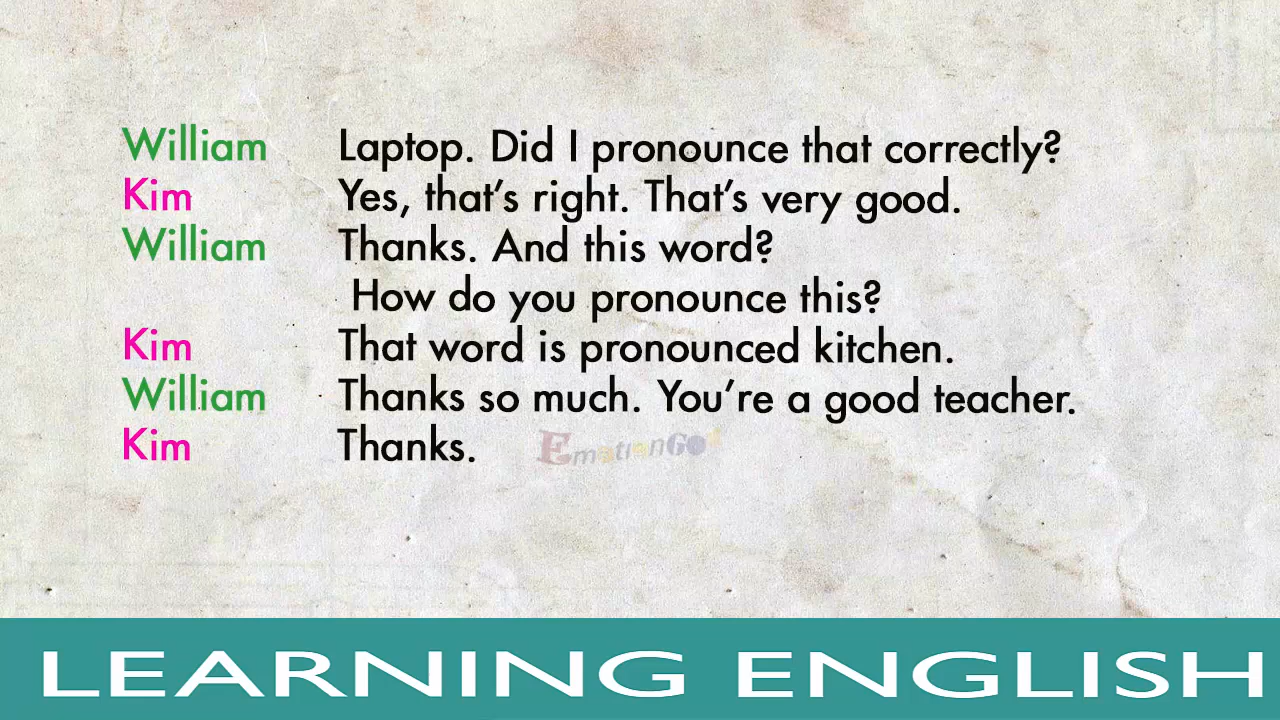 William Laptop. Did I pronounce that correctly?
Kim Yes, that's right. That's very good.
William Thanks. And this word?
How do you pronounce this?
Kim That word is pronounced kitchen.
William Thanks so much. You're a good teacher.
Kim Thanks.
LEARNING ENGLISH